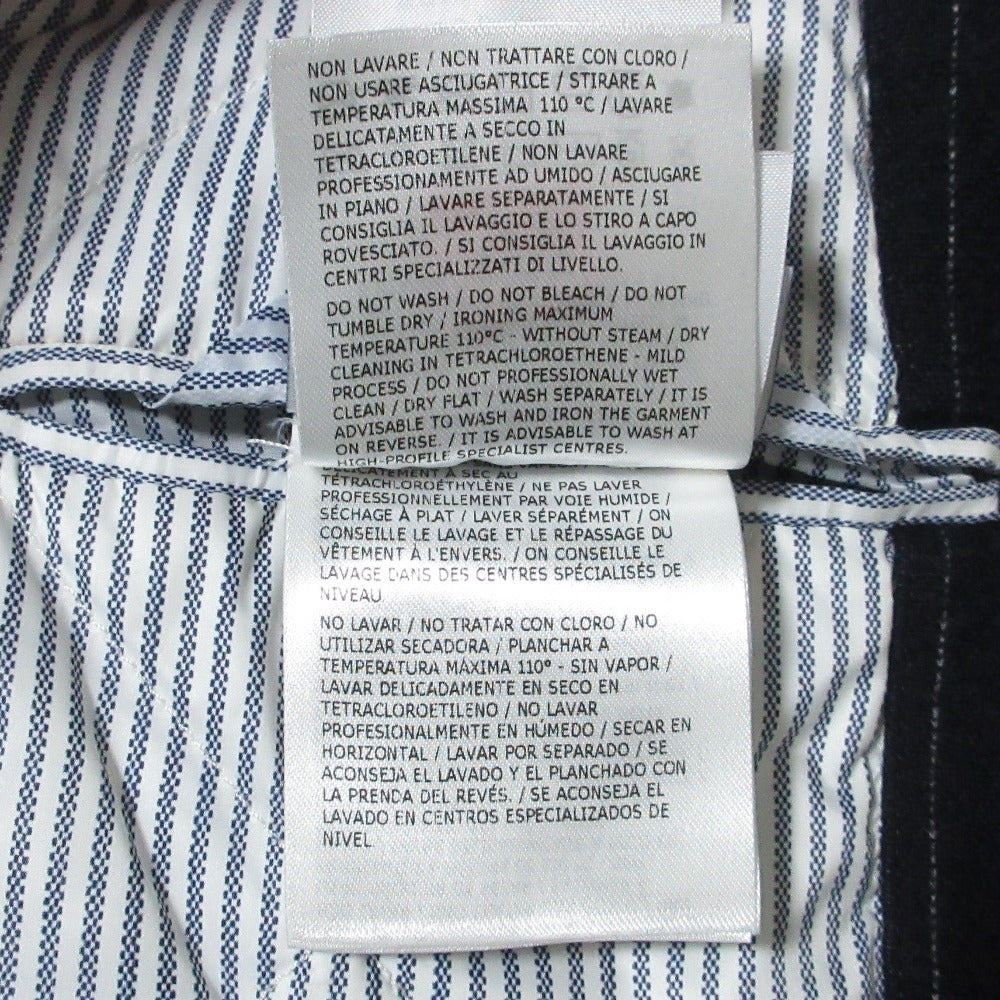 NON LAVARE / NON TRATTARE CON CLORO /
NON USARE ASCIUGATRICE / STIRARE A
TEMPERATURA MASSIMA 110 °C / LAVARE
DELICATAMENTE A SECCO IN
TETRACLOROETILENE / NON LAVARE
PROFESSIONAMENTE AD UMIDO / ASCIUGARE
IN PIANO / LAVARE SEPARATAMENTE / SI
CONSIGLIA IL LAVAGGIO E LO STIRO A CAPO
ROVESCIATO. / SI CONSIGLIA IL LAVAGGIO IN
CENTRI SPECIALIZZATI DI LIVELLO.
DO NOT WASH / DO NOT BLEACH / DO NOT
TUMBLE DRY / IRONING MAXIMUM
TEMPERATURE 110°C - WITHOUT STEAM / DRY
CLEANING IN TETRACHLOROETHENE - MILD
PROCESS / DO NOT PROFESSIONALLY WET
CLEAN / DRY FLAT / WASH SEPARATELY / IT IS
ADVISABLE TO WASH AND IRON THE GARMENT
ON REVERSE. / IT IS ADVISABLE TO WASH AT
HIGH-PROFILE SPECIALIST CENTRES.
À SEC AU
TÉTRACHLOROÉTHYLÈNE / NE PAS LAVER
PROFESSIONNELLEMENT PAR VOIE HUMIDE /
SÉCHAGE À PLAT / LAVER SÉPARÉMENT / ON
CONSEILLE LE LAVAGE ET LE RÉPASSAGE DU
VÊTEMENT À L'ENVERS. / ON CONSEILLE LE
LAVAGE DANS DES CENTRES SPÉCIALISÉS DE
NIVEAU
NO LAVAR / NO TRATAR CON CLORO / NO
UTILIZAR SECADORA / PLANCHAR A
TEMPERATURA MÁXIMA 110° - SIN VAPOR /
LAVAR DELICADAMENTE EN SECO EN
TETRACLOROETILENO / NO LAVAR
PROFESIONALMENTE EN HÚMEDO / SECAR EN
HORIZONTAL / LAVAR POR SEPARADO / SE
ACONSEJA EL LAVADO Y EL PLANCHADO CON
LA PRENDA DEL REVÉS. / SE ACONSEJA EL
LAVADO EN CENTROS ESPECIALIZADOS DE
NIVEL